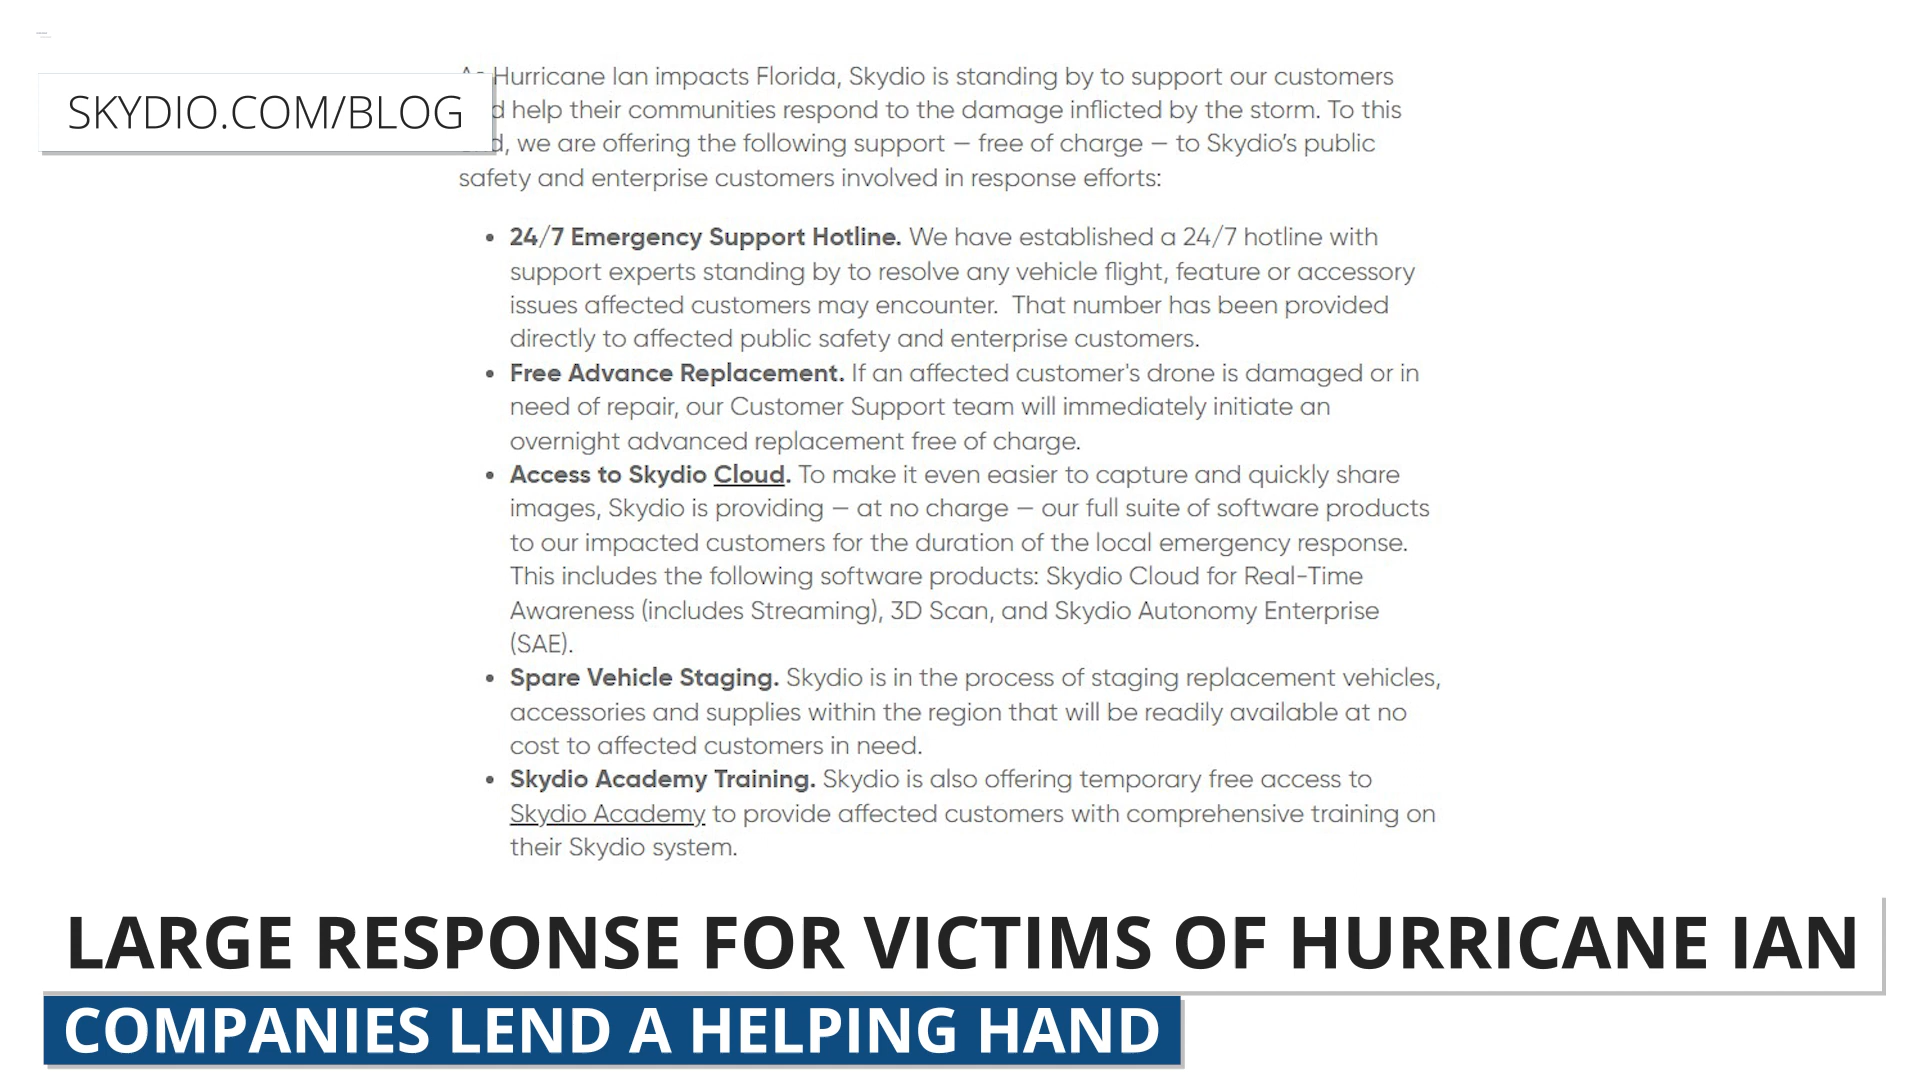 SKYDIO.COM/BLOG
Hurricane Ian impacts Florida, Skydio is standing by to support our customers
help their communities respond to the damage inflicted by the storm. To this
we are offering the following support — free of charge — to Skydio’s public
safety and enterprise customers involved in response efforts:
• 24/7 Emergency Support Hotline. We have established a 24/7 hotline with
support experts standing by to resolve any vehicle flight, feature or accessory
issues affected customers may encounter.  That number has been provided
directly to affected public safety and enterprise customers.
• Free Advance Replacement. If an affected customer's drone is damaged or in
need of repair, our Customer Support team will immediately initiate an
overnight advanced replacement free of charge.
• Access to Skydio Cloud. To make it even easier to capture and quickly share
images, Skydio is providing — at no charge — our full suite of software products
to our impacted customers for the duration of the local emergency response.
This includes the following software products: Skydio Cloud for Real-Time
Awareness (includes Streaming), 3D Scan, and Skydio Autonomy Enterprise
(SAE).
• Spare Vehicle Staging. Skydio is in the process of staging replacement vehicles,
accessories and supplies within the region that will be readily available at no
cost to affected customers in need.
• Skydio Academy Training. Skydio is also offering temporary free access to
Skydio Academy to provide affected customers with comprehensive training on
their Skydio system.
LARGE RESPONSE FOR VICTIMS OF HURRICANE IAN
COMPANIES LEND A HELPING HAND